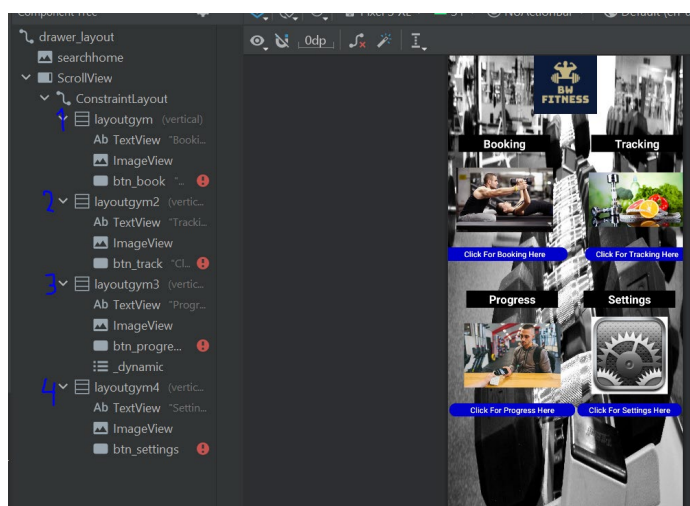 Component Tree
Pixel 3 XL
31
NoActionBar
Default (en-
drawer_layout
searchhome
ScrollView
ConstraintLayout
1
layoutgym (vertical)
Ab TextView "Booki...
ImageView
btn_book "...
2
layoutgym2 (vertic...
Ab TextView "Tracki...
ImageView
btn_track "Cl...
3
layoutgym3 (vertic...
Ab TextView "Progr...
ImageView
btn_progre...
_dynamic
4
layoutgym4 (vertic...
Ab TextView "Settin...
ImageView
btn_settings
0dp
BW
FITNESS
Booking Tracking
Click For Booking Here Click For Tracking Here
Progress Settings
Click For Progress Here Click For Settings Here